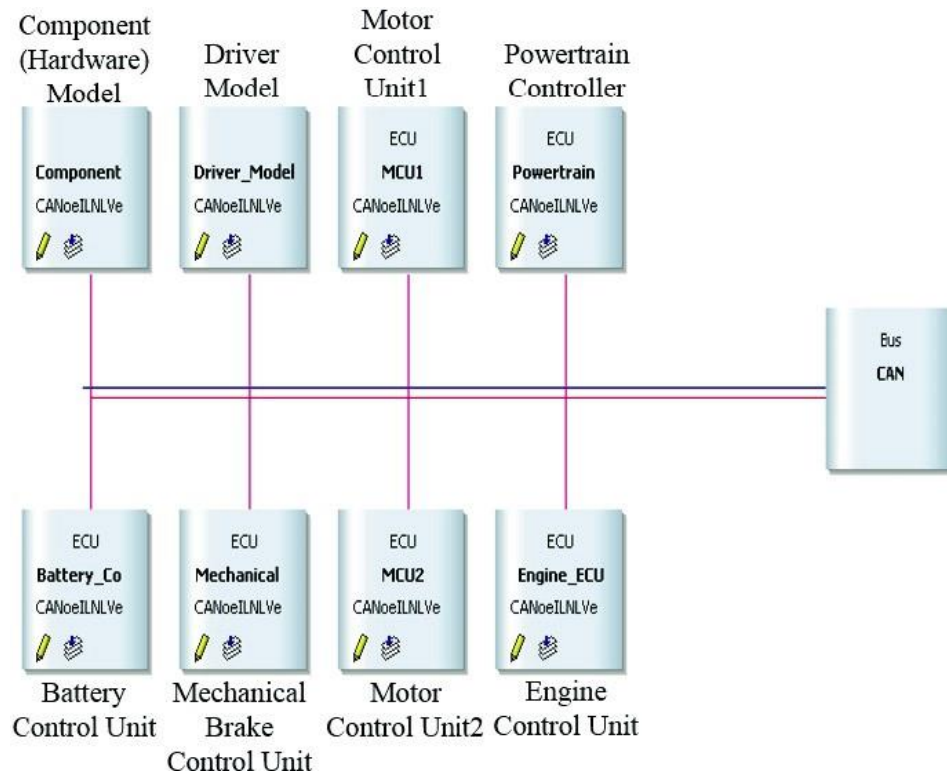 Component
(Hardware)
Model
Driver
Model
Motor
Control
Unit1
Powertrain
Controller
Component
CANoeILNLVe
Driver_Model
CANoeILNLVe
ECU
MCU1
CANoeILNLVe
ECU
Powertrain
CANoeILNLVe
Bus
CAN
ECU
Battery_Co
CANoeILNLVe
ECU
Mechanical
CANoeILNLVe
ECU
MCU2
CANoeILNLVe
ECU
Engine_ECU
CANoeILNLVe
Battery
Control Unit
Mechanical
Brake
Control Unit
Motor
Control Unit2
Engine
Control Unit